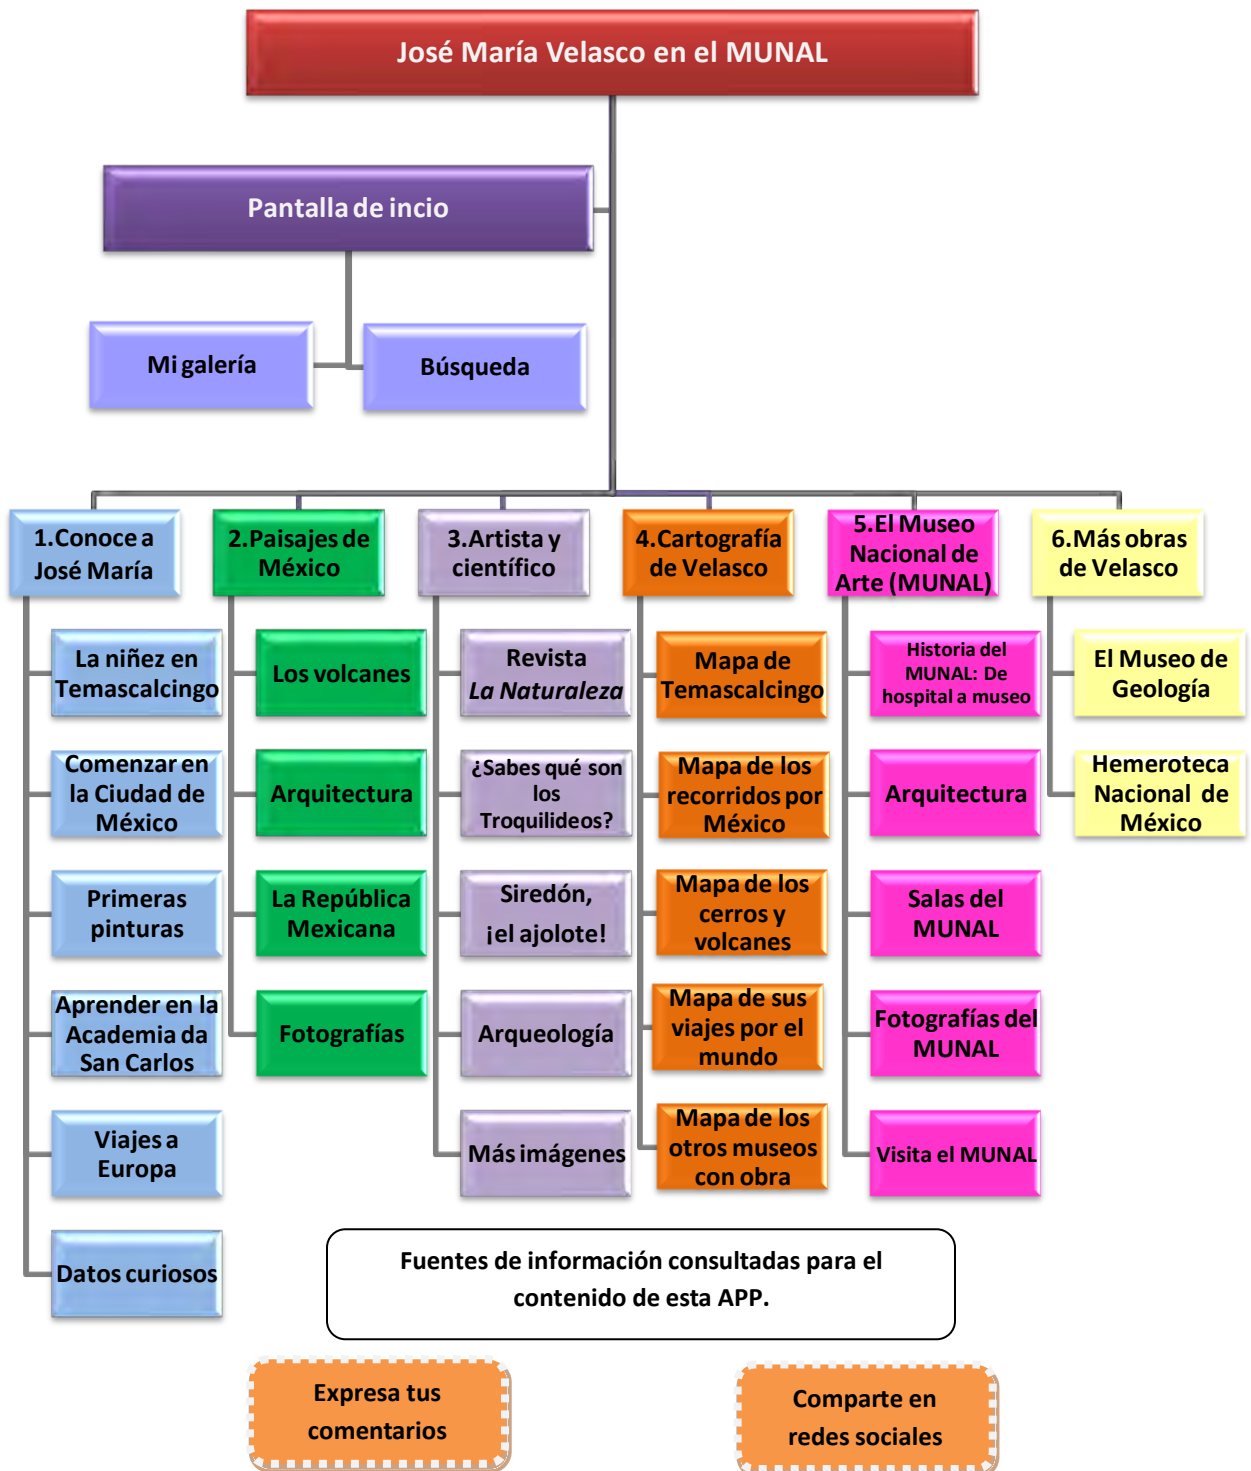 José María Velasco en el MUNAL
Pantalla de incio
Mi galería
Búsqueda
1.Conoce a
José María
La niñez en
Temascalcingo
Comenzar en
la Ciudad de
México
Primeras
pinturas
Aprender en la
Academia da
San Carlos
Viajes a
Europa
Datos curiosos
2.Paisajes de
México
Los volcanes
Arquitectura
La República
Mexicana
Fotografías
3.Artista y
científico
Revista
La Naturaleza
¿Sabes qué son
los
Troquilideos?
Siredón,
¡el ajolote!
Arqueología
Más imágenes
4.Cartografía
de Velasco
Mapa de
Temascalcingo
Mapa de los
recorridos por
México
Mapa de los
cerros y
volcanes
Mapa de sus
viajes por el
mundo
Mapa de los
otros museos
con obra
5.El Museo
Nacional de
Arte (MUNAL)
Historia del
MUNAL: De
hospital a museo
Arquitectura
Salas del
MUNAL
Fotografías del
MUNAL
Visita el MUNAL
6.Más obras
de Velasco
El Museo de
Geología
Hemeroteca
Nacional de
México
Fuentes de información consultadas para el
contenido de esta APP.
Expresa tus
comentarios
Comparte en
redes sociales